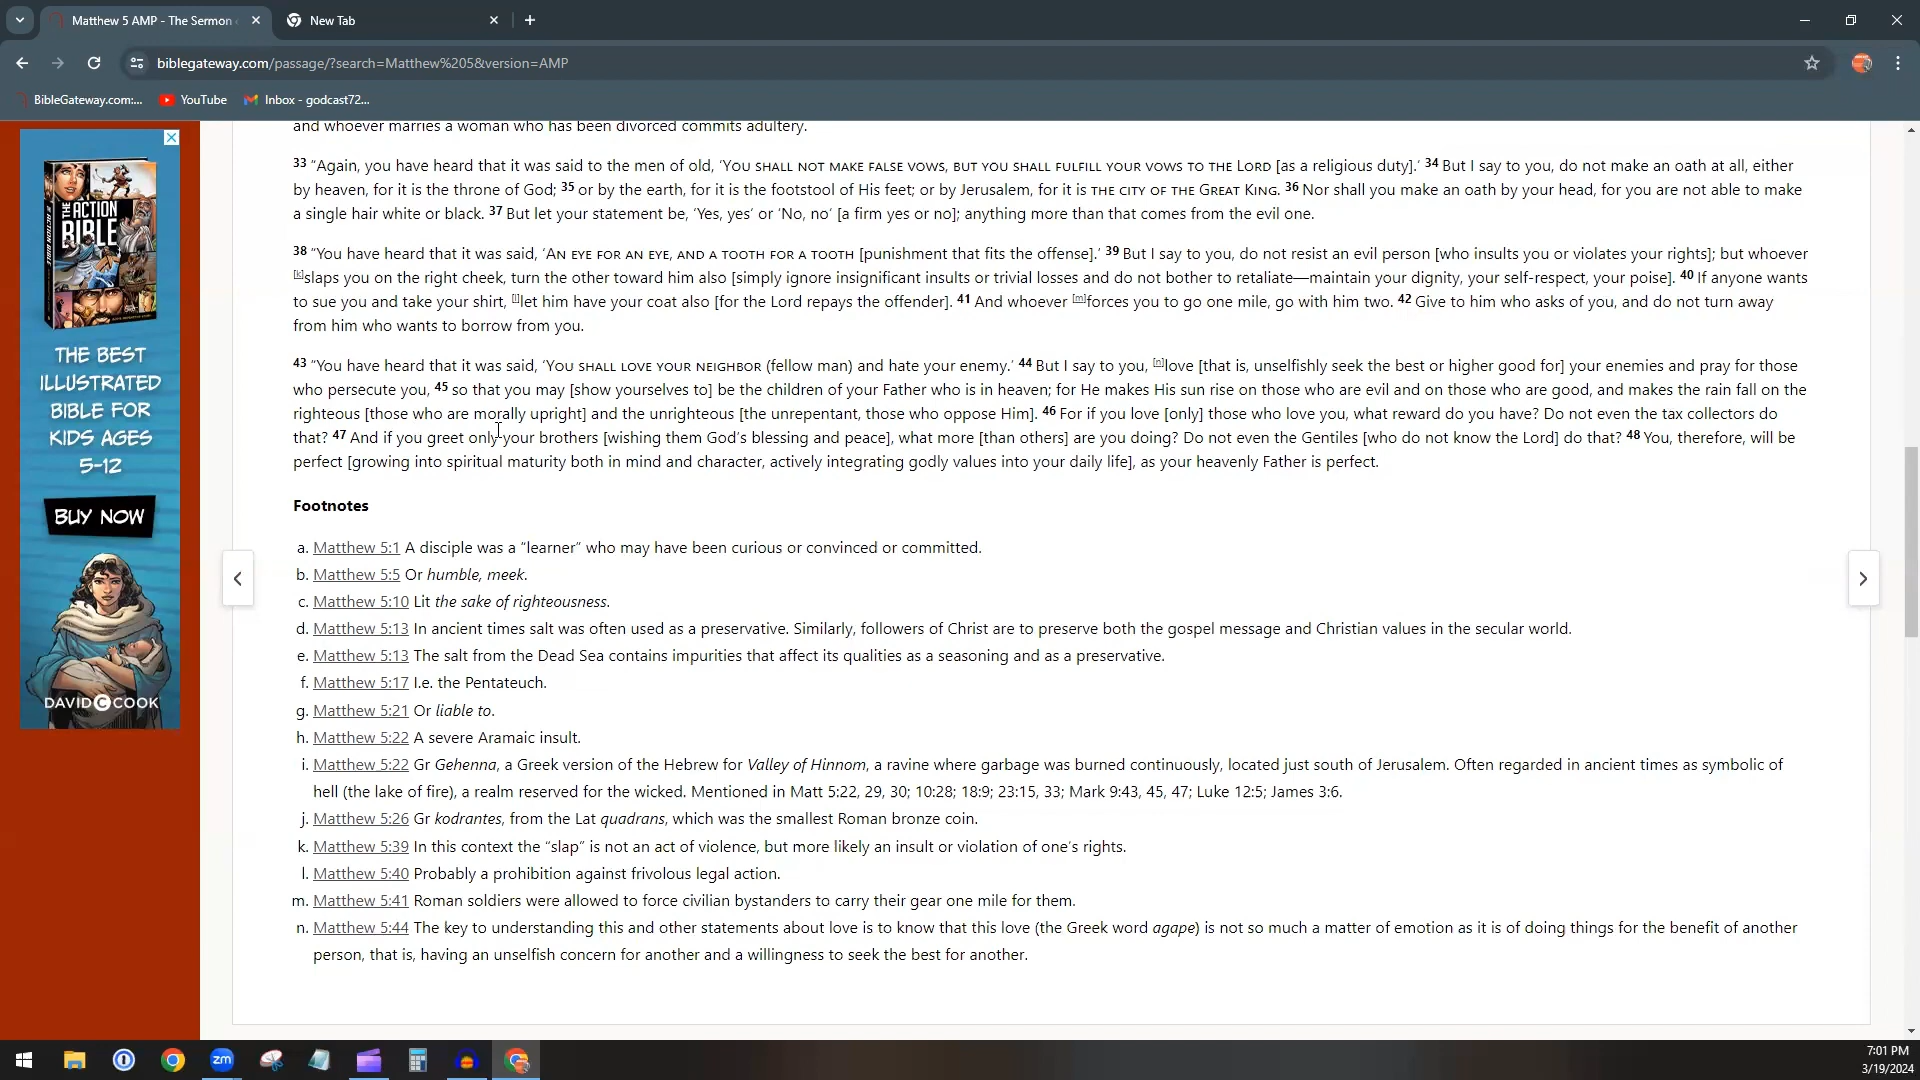 Matthew 5 AMP - The Sermon
New Tab
biblegateway.com/passage/?search=Matthew%205&version=AMP
BibleGateway.com:...
YouTube
Inbox - godcast72...
and whoever marries a woman who has been divorced commits adultery.
33 “Again, you have heard that it was said to the men of old, ‘You shall not make false vows, but you shall fulfill your vows to the Lord [as a religious duty].’ 34 But I say to you, do not make an oath at all, either
by heaven, for it is the throne of God; 35 or by the earth, for it is the footstool of His feet; or by Jerusalem, for it is the city of the Great King. 36 Nor shall you make an oath by your head, for you are not able to make
a single hair white or black. 37 But let your statement be, ‘Yes, yes’ or ‘No, no’ [a firm yes or no]; anything more than that comes from the evil one.
38 “You have heard that it was said, ‘An eye for an eye, and a tooth for a tooth [punishment that fits the offense].’ 39 But I say to you, do not resist an evil person [who insults you or violates your rights]; but whoever
[k]slaps you on the right cheek, turn the other toward him also [simply ignore insignificant insults or trivial losses and do not bother to retaliate—maintain your dignity, your self-respect, your poise]. 40 If anyone wants
to sue you and take your shirt, [l]let him have your coat also [for the Lord repays the offender]. 41 And whoever [m]forces you to go one mile, go with him two. 42 Give to him who asks of you, and do not turn away
from him who wants to borrow from you.
43 “You have heard that it was said, ‘You shall love your neighbor (fellow man) and hate your enemy.’ 44 But I say to you, [n]love [that is, unselfishly seek the best or higher good for] your enemies and pray for those
who persecute you, 45 so that you may [show yourselves to] be the children of your Father who is in heaven; for He makes His sun rise on those who are evil and on those who are good, and makes the rain fall on the
righteous [those who are morally upright] and the unrighteous [the unrepentant, those who oppose Him]. 46 For if you love [only] those who love you, what reward do you have? Do not even the tax collectors do
that? 47 And if you greet only your brothers [wishing them God’s blessing and peace], what more [than others] are you doing? Do not even the Gentiles [who do not know the Lord] do that? 48 You, therefore, will be
perfect [growing into spiritual maturity both in mind and character, actively integrating godly values into your daily life], as your heavenly Father is perfect.
Footnotes
a. Matthew 5:1 A disciple was a “learner” who may have been curious or convinced or committed.
b. Matthew 5:5 Or humble, meek.
c. Matthew 5:10 Lit the sake of righteousness.
d. Matthew 5:13 In ancient times salt was often used as a preservative. Similarly, followers of Christ are to preserve both the gospel message and Christian values in the secular world.
e. Matthew 5:13 The salt from the Dead Sea contains impurities that affect its qualities as a seasoning and as a preservative.
f. Matthew 5:17 I.e. the Pentateuch.
g. Matthew 5:21 Or liable to.
h. Matthew 5:22 A severe Aramaic insult.
i. Matthew 5:22 Gr Gehenna, a Greek version of the Hebrew for Valley of Hinnom, a ravine where garbage was burned continuously, located just south of Jerusalem. Often regarded in ancient times as symbolic of
hell (the lake of fire), a realm reserved for the wicked. Mentioned in Matt 5:22, 29, 30; 10:28; 18:9; 23:15, 33; Mark 9:43, 45, 47; Luke 12:5; James 3:6.
j. Matthew 5:26 Gr kodrantes, from the Lat quadrans, which was the smallest Roman bronze coin.
k. Matthew 5:39 In this context the “slap” is not an act of violence, but more likely an insult or violation of one’s rights.
l. Matthew 5:40 Probably a prohibition against frivolous legal action.
m. Matthew 5:41 Roman soldiers were allowed to force civilian bystanders to carry their gear one mile for them.
n. Matthew 5:44 The key to understanding this and other statements about love is to know that this love (the Greek word agape) is not so much a matter of emotion as it is of doing things for the benefit of another
person, that is, having an unselfish concern for another and a willingness to seek the best for another.
THE ACTION BIBLE
THE
ACTION
BIBLE
THE BEST
ILLUSTRATED
BIBLE FOR
KIDS AGES
5-12
BUY NOW
DAVID C COOK
zm
7:01 PM
3/19/2024